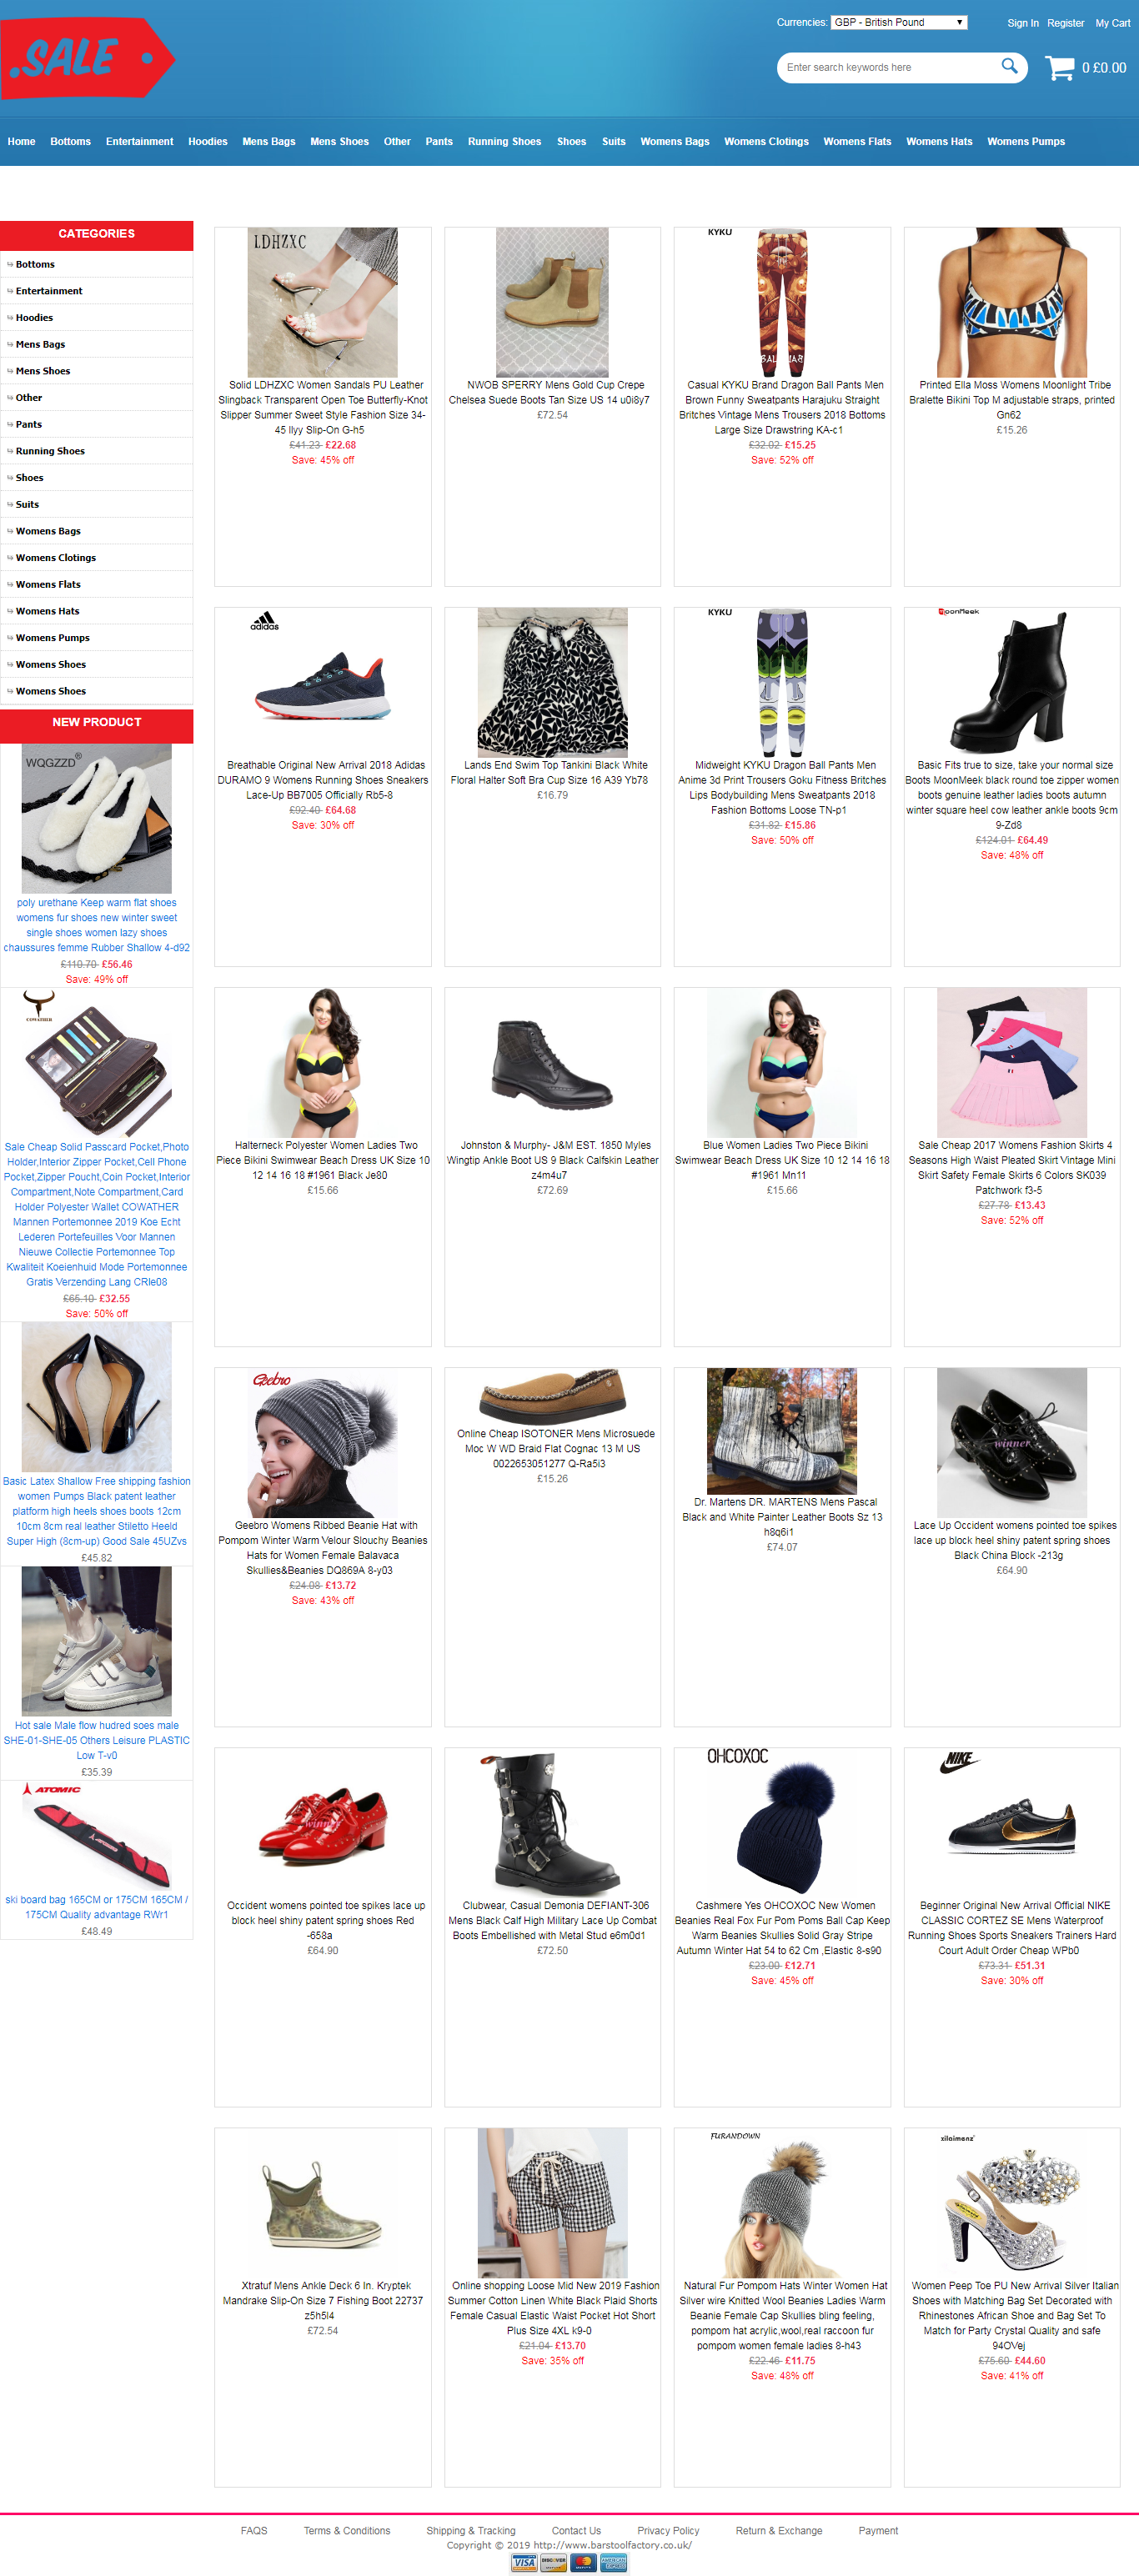 Currencies: GBP - British Pound
Sign In Register My Cart
.SALE
Enter search keywords here
0 £0.00
Home Bottoms Entertainment Hoodies Mens Bags Mens Shoes Other Pants Running Shoes Shoes Suits Womens Bags Womens Clotings Womens Flats Womens Hats Womens Pumps
CATEGORIES
Bottoms
Entertainment
Hoodies
Mens Bags
Mens Shoes
Other
Pants
Running Shoes
Shoes
Suits
Womens Bags
Womens Clotings
Womens Flats
Womens Hats
Womens Pumps
Womens Shoes
Womens Shoes
NEW PRODUCT
WQGZZD®
poly urethane Keep warm flat shoes
womens fur shoes new winter sweet
single shoes women lazy shoes
chaussures femme Rubber Shallow 4-d92
£110.70 £56.46
Save: 49% off
COWATHER
Sale Cheap Solid Passcard Pocket,Photo
Holder,Interior Zipper Pocket,Cell Phone
Pocket,Zipper Poucht,Coin Pocket,Interior
Compartment,Note Compartment,Card
Holder Polyester Wallet COWATHER
Mannen Portemonnee 2019 Koe Echt
Lederen Portefeuilles Voor Mannen
Nieuwe Collectie Portemonnee Top
Kwaliteit Koeienhuid Mode Portemonnee
Gratis Verzending Lang CRle08
£65.10 £32.55
Save: 50% off
Basic Latex Shallow Free shipping fashion
women Pumps Black patent leather
platform high heels shoes boots 12cm
10cm 8cm real leather Stiletto Heeld
Super High (8cm-up) Good Sale 45UZvs
£45.82
Hot sale Male flow hudred soes male
SHE-01-SHE-05 Others Leisure PLASTIC
Low T-v0
£35.39
ATOMIC
ski board bag 165CM or 175CM 165CM /
175CM Quality advantage RWr1
£48.49
LDHZXC
Solid LDHZXC Women Sandals PU Leather
Slingback Transparent Open Toe Butterfly-Knot
Slipper Summer Sweet Style Fashion Size 34-
45 llyy Slip-On G-h5
£41.23 £22.68
Save: 45% off
NWOB SPERRY Mens Gold Cup Crepe
Chelsea Suede Boots Tan Size US 14 u0i8y7
£72.54
KYKU
Casual KYKU Brand Dragon Ball Pants Men
Brown Funny Sweatpants Harajuku Straight
Britches Vintage Mens Trousers 2018 Bottoms
Large Size Drawstring KA-c1
£32.02 £15.25
Save: 52% off
Printed Ella Moss Womens Moonlight Tribe
Bralette Bikini Top M adjustable straps, printed
Gn62
£15.26
adidas
Breathable Original New Arrival 2018 Adidas
DURAMO 9 Womens Running Shoes Sneakers
Lace-Up BB7005 Officially Rb5-8
£92.40 £64.68
Save: 30% off
Lands End Swim Top Tankini Black White
Floral Halter Soft Bra Cup Size 16 A39 Yb78
£16.79
KYKU
Midweight KYKU Dragon Ball Pants Men
Anime 3d Print Trousers Goku Fitness Britches
Lips Bodybuilding Mens Sweatpants 2018
Fashion Bottoms Loose TN-p1
£31.82 £15.86
Save: 50% off
MoonMeek
Basic Fits true to size, take your normal size
Boots MoonMeek black round toe zipper women
boots genuine leather ladies boots autumn
winter square heel cow leather ankle boots 9cm
9-Zd8
£124.01 £64.49
Save: 48% off
Halterneck Polyester Women Ladies Two
Piece Bikini Swimwear Beach Dress UK Size 10
12 14 16 18 #1961 Black Je80
£15.66
Johnston & Murphy- J&M EST. 1850 Myles
Wingtip Ankle Boot US 9 Black Calfskin Leather
z4m4u7
£72.69
Blue Women Ladies Two Piece Bikini
Swimwear Beach Dress UK Size 10 12 14 16 18
#1961 Mn11
£15.66
Sale Cheap 2017 Womens Fashion Skirts 4
Seasons High Waist Pleated Skirt Vintage Mini
Skirt Safety Female Skirts 6 Colors SK039
Patchwork f3-5
£27.78 £13.43
Save: 52% off
Geebro
Geebro Womens Ribbed Beanie Hat with
Pompom Winter Warm Velour Slouchy Beanies
Hats for Women Female Balavaca
Skullies&Beanies DQ869A 8-y03
£24.08 £13.72
Save: 43% off
Online Cheap ISOTONER Mens Microsuede
Moc W WD Braid Flat Cognac 13 M US
0022653051277 Q-Ra5i3
£15.26
Dr. Martens DR. MARTENS Mens Pascal
Black and White Painter Leather Boots Sz 13
h8q6i1
£74.07
winner
Lace Up Occident womens pointed toe spikes
lace up block heel shiny patent spring shoes
Black China Block -213g
£64.90
winner
Occident womens pointed toe spikes lace up
block heel shiny patent spring shoes Red
-658a
£64.90
Clubwear, Casual Demonia DEFIANT-306
Mens Black Calf High Military Lace Up Combat
Boots Embellished with Metal Stud e6m0d1
£72.50
OHCOXOC
Cashmere Yes OHCOXOC New Women
Beanies Real Fox Fur Pom Poms Ball Cap Keep
Warm Beanies Skullies Solid Gray Stripe
Autumn Winter Hat 54 to 62 Cm ,Elastic 8-s90
£23.00 £12.71
Save: 45% off
NIKE
Beginner Original New Arrival Official NIKE
CLASSIC CORTEZ SE Mens Waterproof
Running Shoes Sports Sneakers Trainers Hard
Court Adult Order Cheap WPb0
£73.31 £51.31
Save: 30% off
Xtratuf Mens Ankle Deck 6 In. Kryptek
Mandrake Slip-On Size 7 Fishing Boot 22737
z5h5l4
£72.54
Online shopping Loose Mid New 2019 Fashion
Summer Cotton Linen White Black Plaid Shorts
Female Casual Elastic Waist Pocket Hot Short
Plus Size 4XL k9-0
£21.04 £13.70
Save: 35% off
FURANDOWN
Natural Fur Pompom Hats Winter Women Hat
Silver wire Knitted Wool Beanies Ladies Warm
Beanie Female Cap Skullies bling feeling,
pompom hat acrylic,wool,real raccoon fur
pompom women female ladies 8-h43
£22.46 £11.75
Save: 48% off
xilaimanz
Women Peep Toe PU New Arrival Silver Italian
Shoes with Matching Bag Set Decorated with
Rhinestones African Shoe and Bag Set To
Match for Party Crystal Quality and safe
94OVej
£75.60 £44.60
Save: 41% off
FAQS Terms & Conditions Shipping & Tracking Contact Us Privacy Policy Return & Exchange Payment
Copyright © 2019 http://www.barstoolfactory.co.uk/
VISA DISCOVER MasterCard AMERICAN EXPRESS